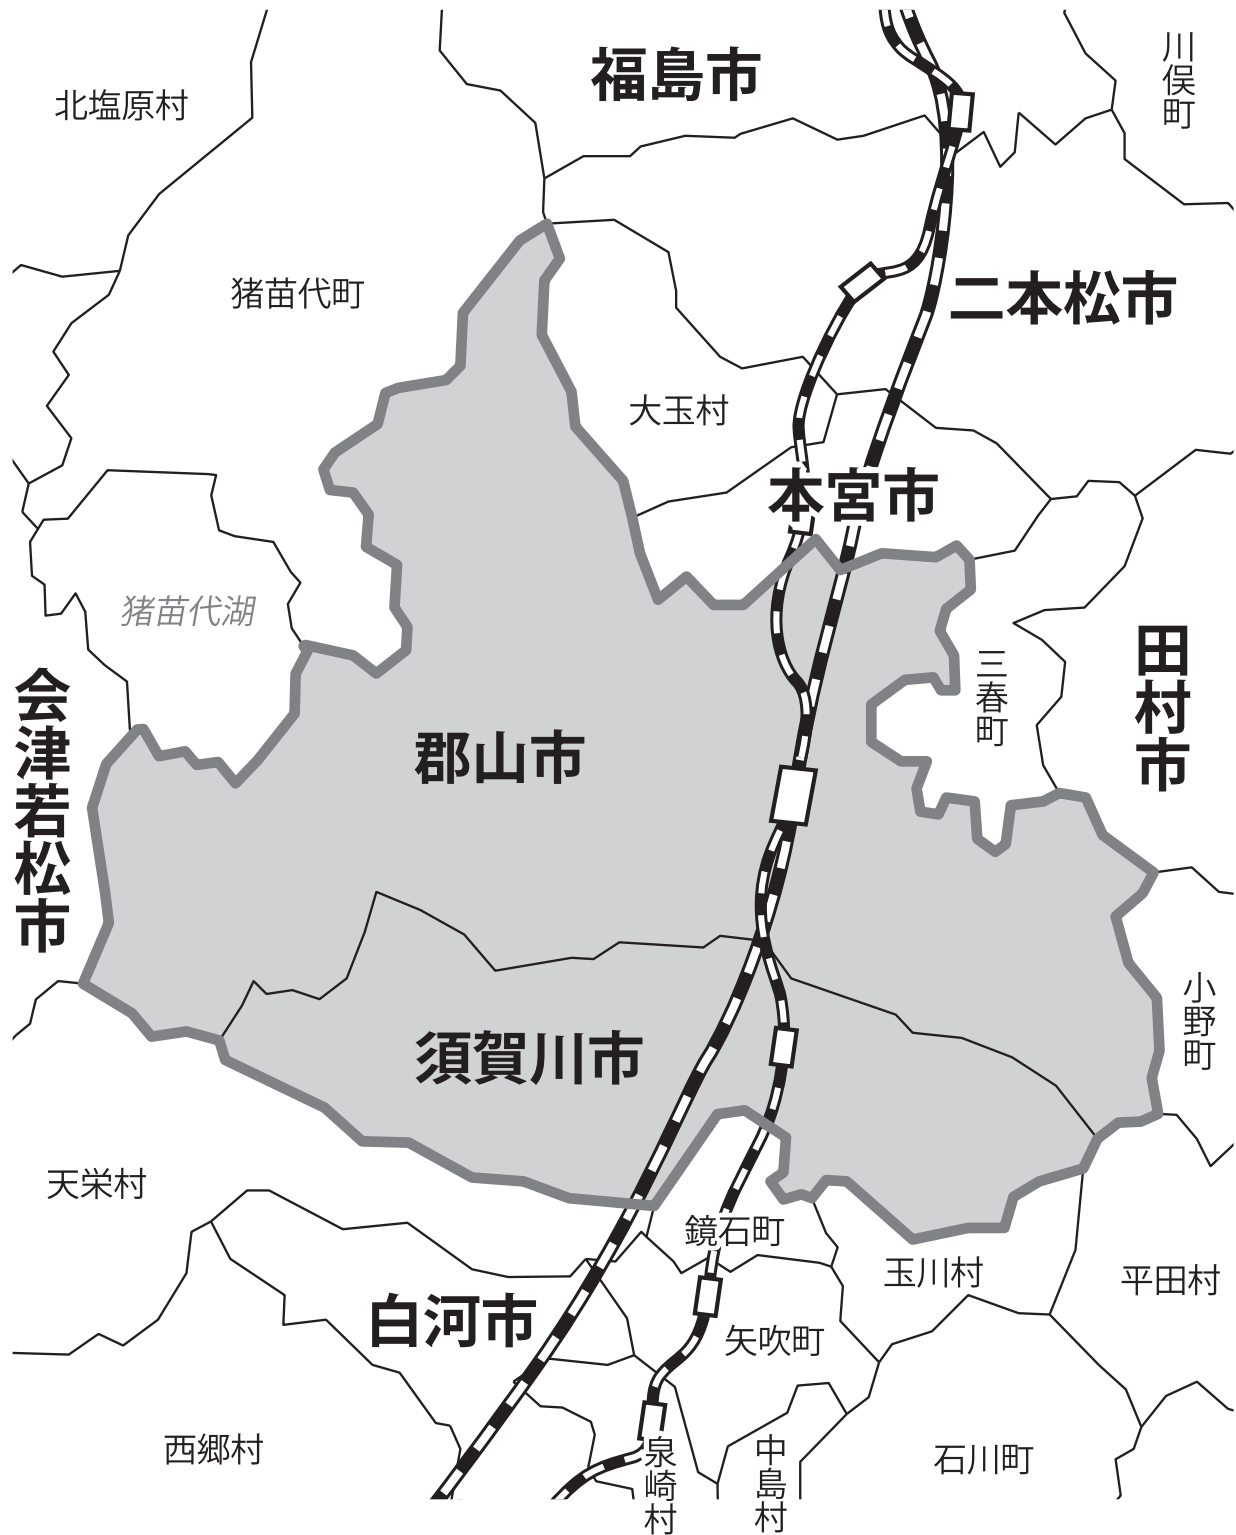 福島市
川俣町
北塩原村
猪苗代町
二本松市
大玉村
本宮市
猪苗代湖
田村市
三春町
会津若松市
郡山市
小野町
須賀川市
天栄村
鏡石町
玉川村
平田村
白河市
矢吹町
西郷村
泉崎村
中島村
石川町